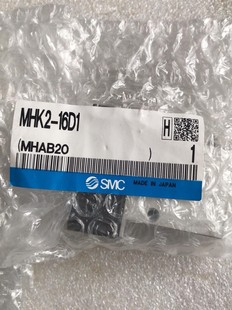 MHK2-16D1
H
(MHAB20 )
1
SMC MADE IN JAPAN